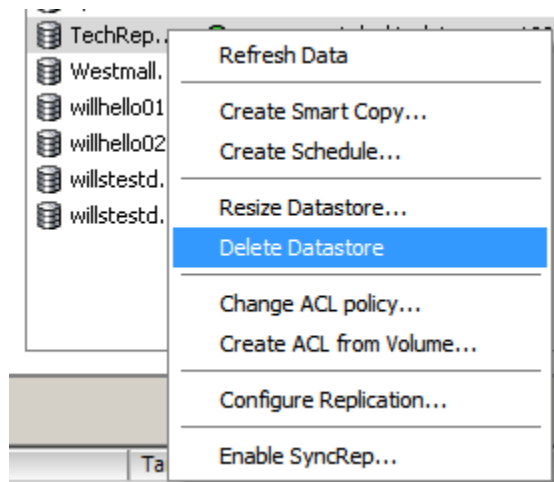 TechRep..
Westmall.
willhello01
willhello02
willstestd.
willstestd.
Refresh Data
Create Smart Copy...
Create Schedule...
Resize Datastore...
Delete Datastore
Change ACL policy...
Create ACL from Volume...
Configure Replication...
Enable SyncRep...
Ta